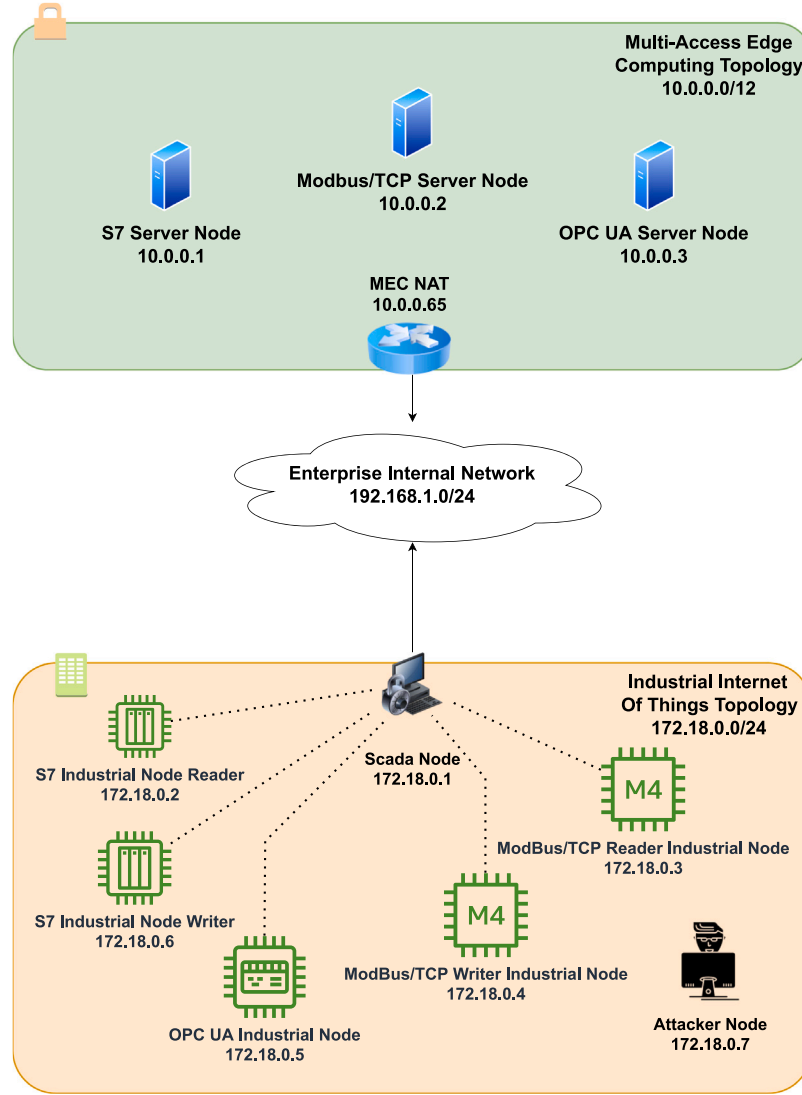 Multi-Access Edge
Computing Topology
10.0.0.0/12
Modbus/TCP Server Node
10.0.0.2
S7 Server Node
10.0.0.1
OPC UA Server Node
10.0.0.3
MEC NAT
10.0.0.65
Enterprise Internal Network
192.168.1.0/24
Industrial Internet
Of Things Topology
172.18.0.0/24
Scada Node
172.18.0.1
S7 Industrial Node Reader
172.18.0.2
M4
ModBus/TCP Reader Industrial Node
172.18.0.3
S7 Industrial Node Writer
172.18.0.6
M4
ModBus/TCP Writer Industrial Node
172.18.0.4
OPC UA Industrial Node
172.18.0.5
Attacker Node
172.18.0.7